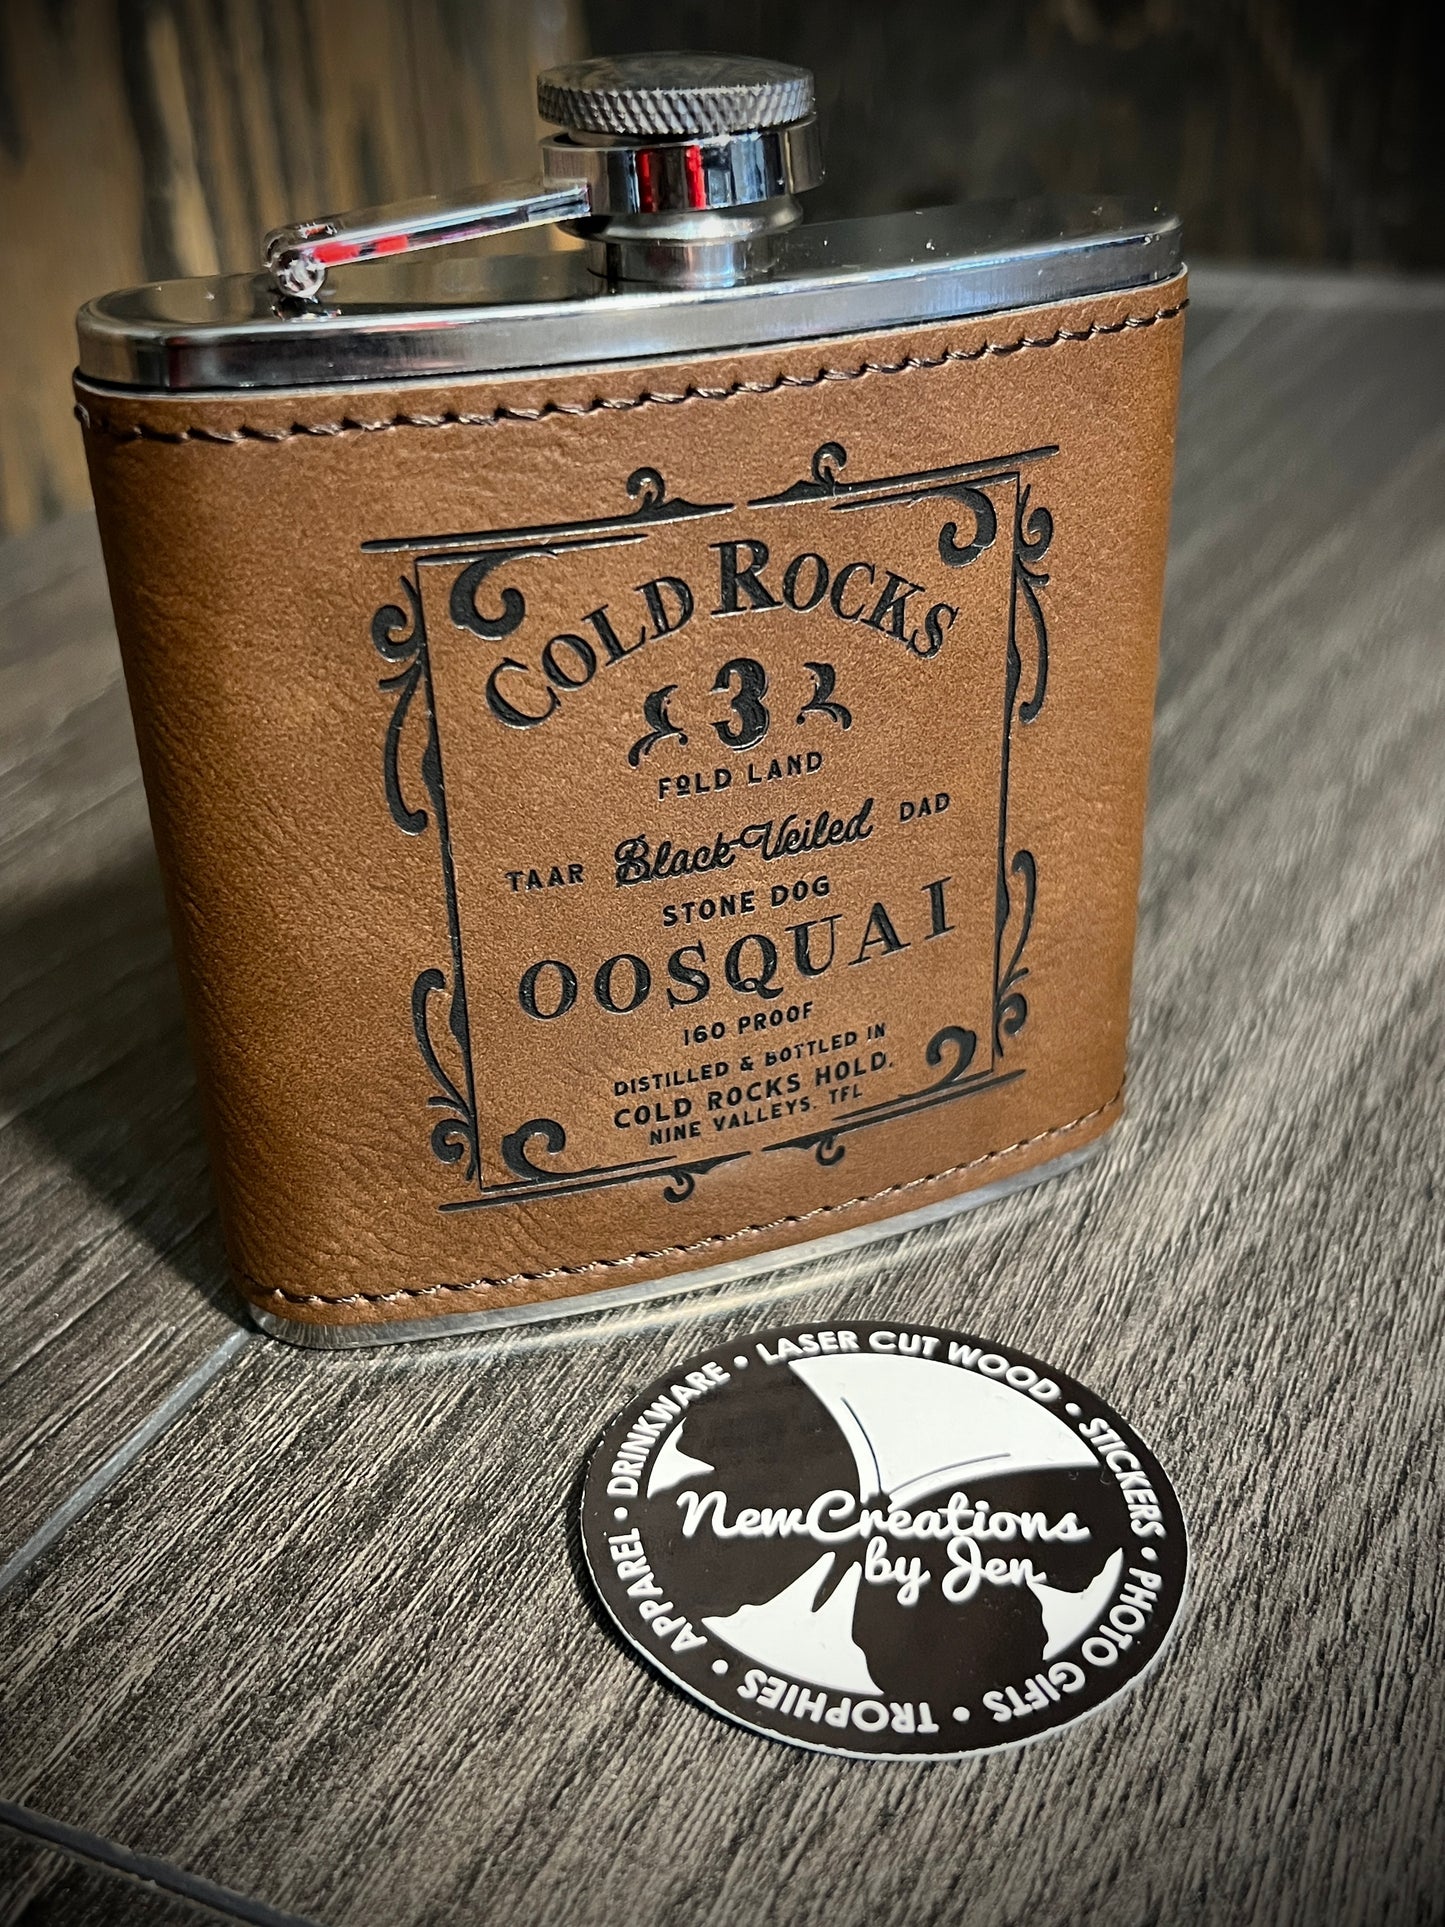 COLD ROCKS
3
FOLD LAND
TAAR Black-Veiled DAD
STONE DOG
OOSQUAI
160 PROOF
DISTILLED & BOTTLED IN
COLD ROCKS HOLD.
NINE VALLEYS. TFL
LASER CUT WOOD • STICKERS • PHOTO GIFTS • TROPHIES • APPAREL • DRINKWARE •
NewCreations
by Jen